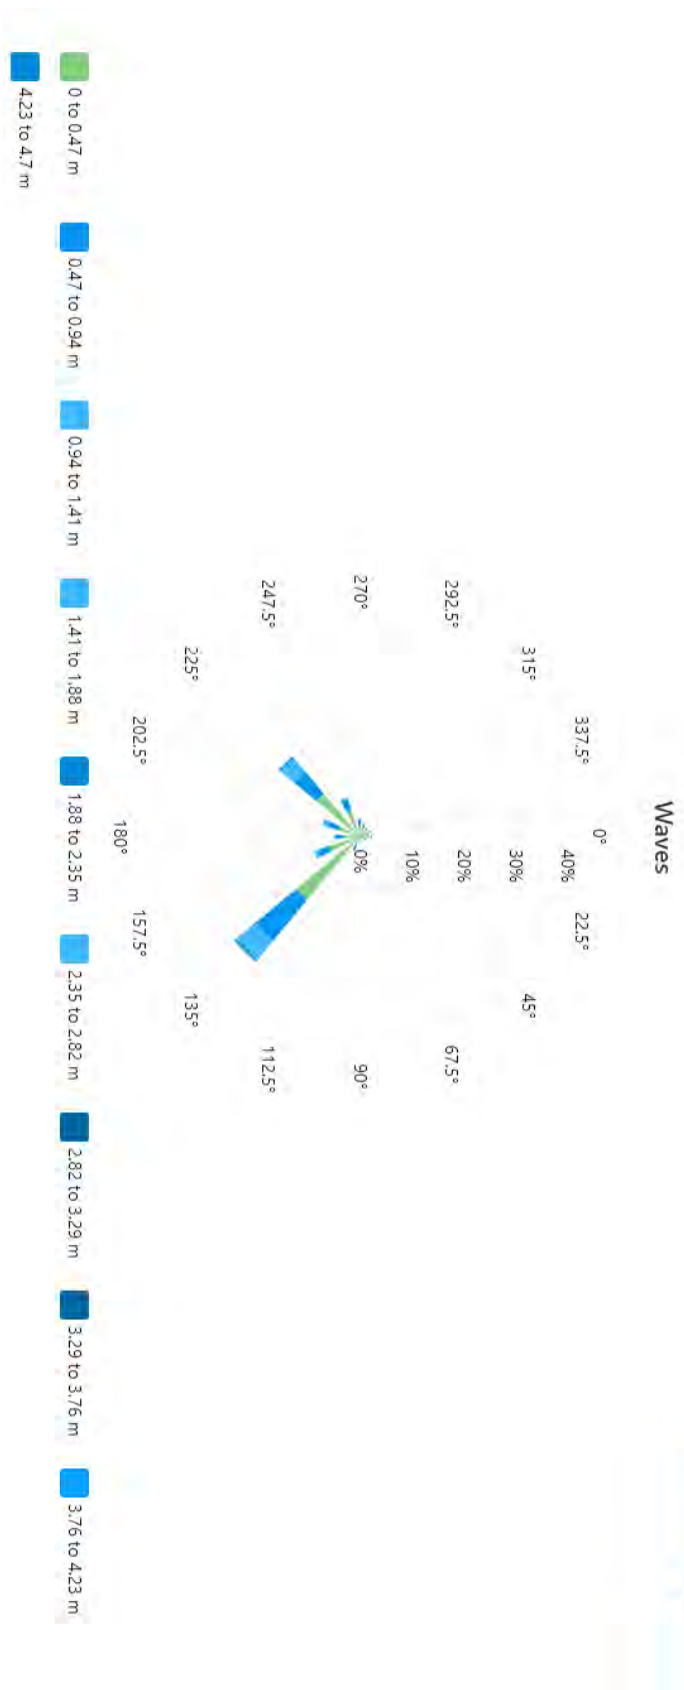 Waves
0°
22.5°
45°
67.5°
90°
112.5°
135°
157.5°
180°
202.5°
225°
247.5°
270°
292.5°
315°
337.5°
0%
10%
20%
30%
40%
0 to 0.47 m
0.47 to 0.94 m
0.94 to 1.41 m
1.41 to 1.88 m
1.88 to 2.35 m
2.35 to 2.82 m
2.82 to 3.29 m
3.29 to 3.76 m
3.76 to 4.23 m
4.23 to 4.7 m